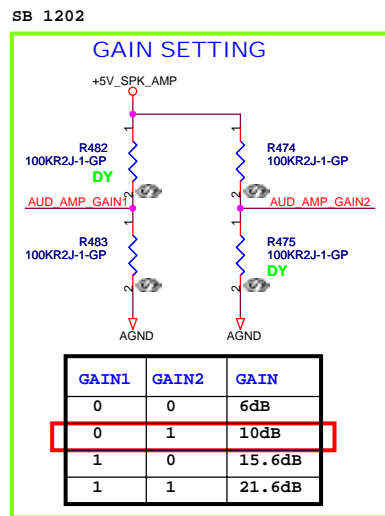 SB 1202
GAIN SETTING
+5V_SPK_AMP
1
1
R482
100KR2J-1-GP
DY
R474
100KR2J-1-GP
2
2
AUD_AMP_GAIN1
AUD_AMP_GAIN2
1
1
R483
100KR2J-1-GP
R475
100KR2J-1-GP
DY
2
2
AGND
AGND
GAIN1 GAIN2 GAIN
0 0 6dB
0 1 10dB
1 0 15.6dB
1 1 21.6dB